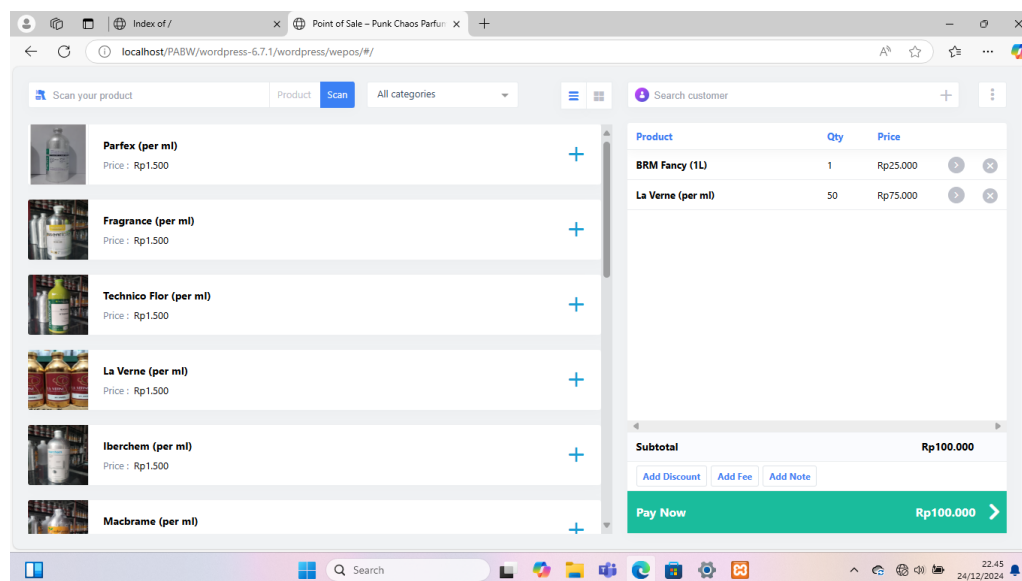 Index of /
Point of Sale – Punk Chaos Parfum
localhost/PABW/wordpress-6.7.1/wordpress/wepos/#/
Scan your product
Product
Scan
All categories
Search customer
Parfex (per ml)
Price : Rp1.500
Fragrance (per ml)
Price : Rp1.500
Technico Flor (per ml)
Price : Rp1.500
La Verne (per ml)
Price : Rp1.500
Iberchem (per ml)
Price : Rp1.500
Macbrame (per ml)
Product Qty Price
BRM Fancy (1L) 1 Rp25.000
La Verne (per ml) 50 Rp75.000
Subtotal Rp100.000
Add Discount Add Fee Add Note
Pay Now Rp100.000
Search
22.45
24/12/2024